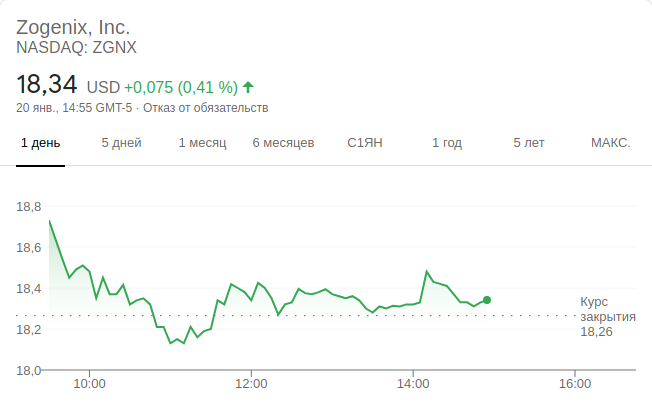 Zogenix, Inc.
NASDAQ: ZGNX
18,34 USD +0,075 (0,41 %)
20 янв., 14:55 GMT-5 · Отказ от обязательств
1 день 5 дней 1 месяц 6 месяцев С1ЯН 1 год 5 лет МАКС.
18,8
18,6
18,4
18,2
18,0
Курс
закрытия
18,26
10:00 12:00 14:00 16:00